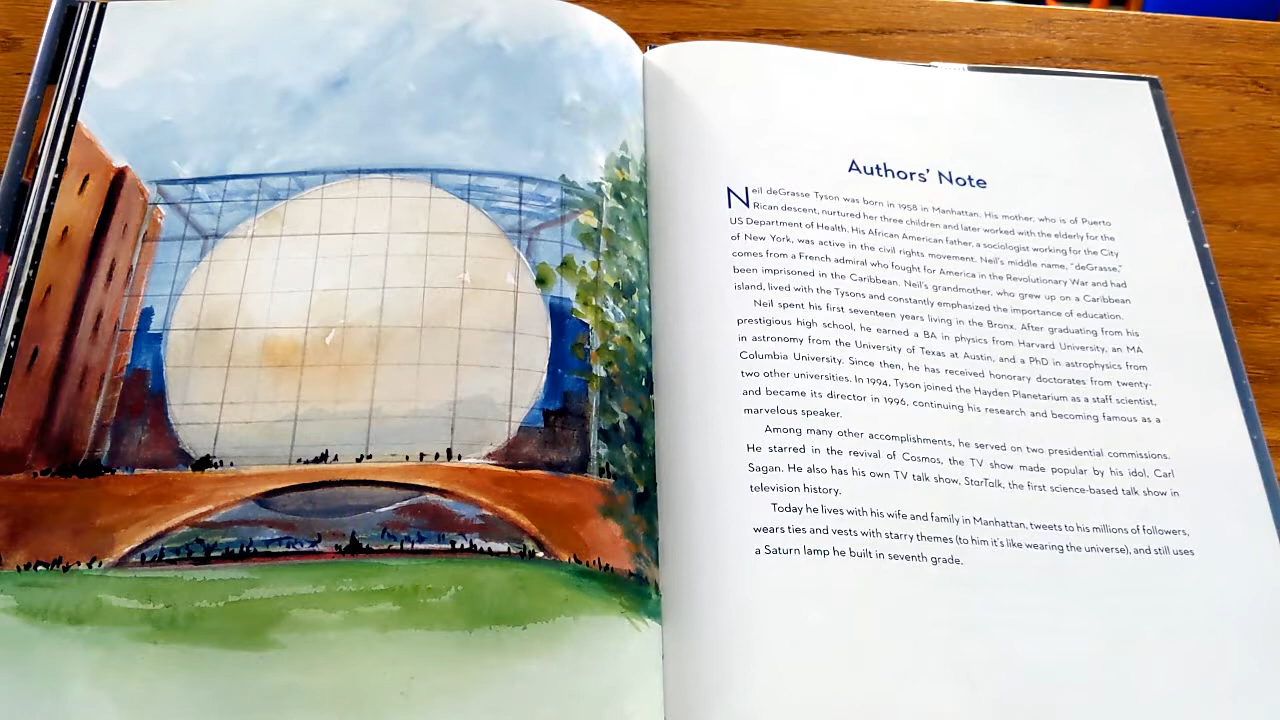 Authors' Note
Neil deGrasse Tyson was born in 1958 in Manhattan. His mother, who is of Puerto
Rican descent, nurtured her three children and later worked with the elderly for the
US Department of Health. His African American father, a sociologist working for the City
of New York, was active in the civil rights movement. Neil's middle name, "deGrasse,"
comes from a French admiral who fought for America in the Revolutionary War and had
been imprisoned in the Caribbean. Neil's grandmother, who grew up on a Caribbean
island, lived with the Tysons and constantly emphasized the importance of education.
Neil spent his first seventeen years living in the Bronx. After graduating from his
prestigious high school, he earned a BA in physics from Harvard University, an MA
in astronomy from the University of Texas at Austin, and a PhD in astrophysics from
Columbia University. Since then, he has received honorary doctorates from twenty-
two other universities. In 1994, Tyson joined the Hayden Planetarium as a staff scientist,
and became its director in 1996, continuing his research and becoming famous as a
marvelous speaker.
Among many other accomplishments, he served on two presidential commissions.
He starred in the revival of Cosmos, the TV show made popular by his idol, Carl
Sagan. He also has his own TV talk show, StarTalk, the first science-based talk show in
television history.
Today he lives with his wife and family in Manhattan, tweets to his millions of followers,
wears ties and vests with starry themes (to him it's like wearing the universe), and still uses
a Saturn lamp he built in seventh grade.